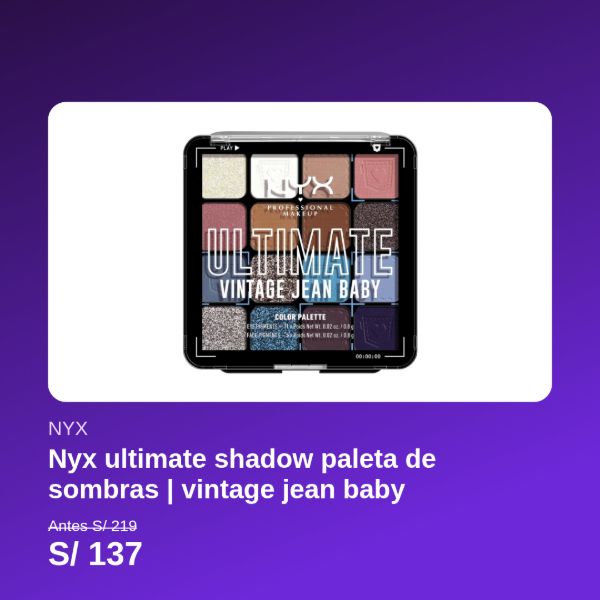 PLAY ▶
NYX
PROFESSIONAL
MAKEUP
ULTIMATE
VINTAGE JEAN BABY
COLOR PALETTE
00:00:00
NYX
Nyx ultimate shadow paleta de
sombras | vintage jean baby
Antes S/ 219
S/ 137